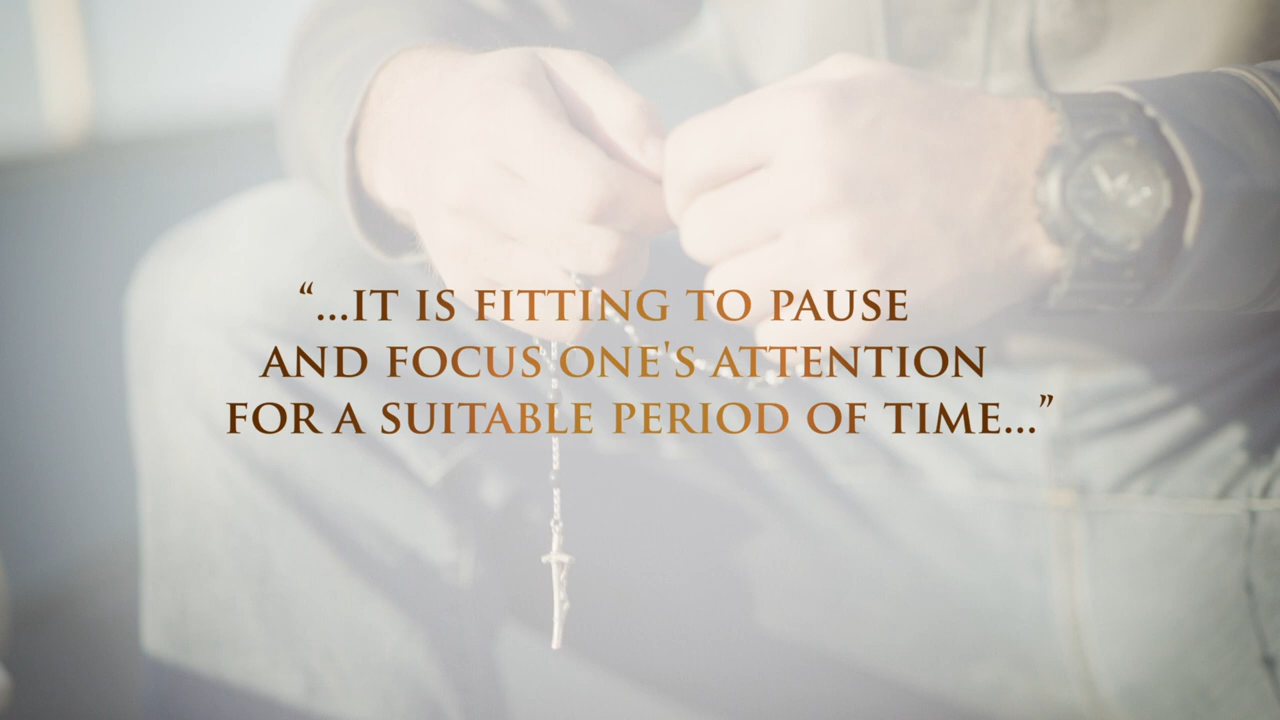 “...IT IS FITTING TO PAUSE
AND FOCUS ONE'S ATTENTION
FOR A SUITABLE PERIOD OF TIME...”